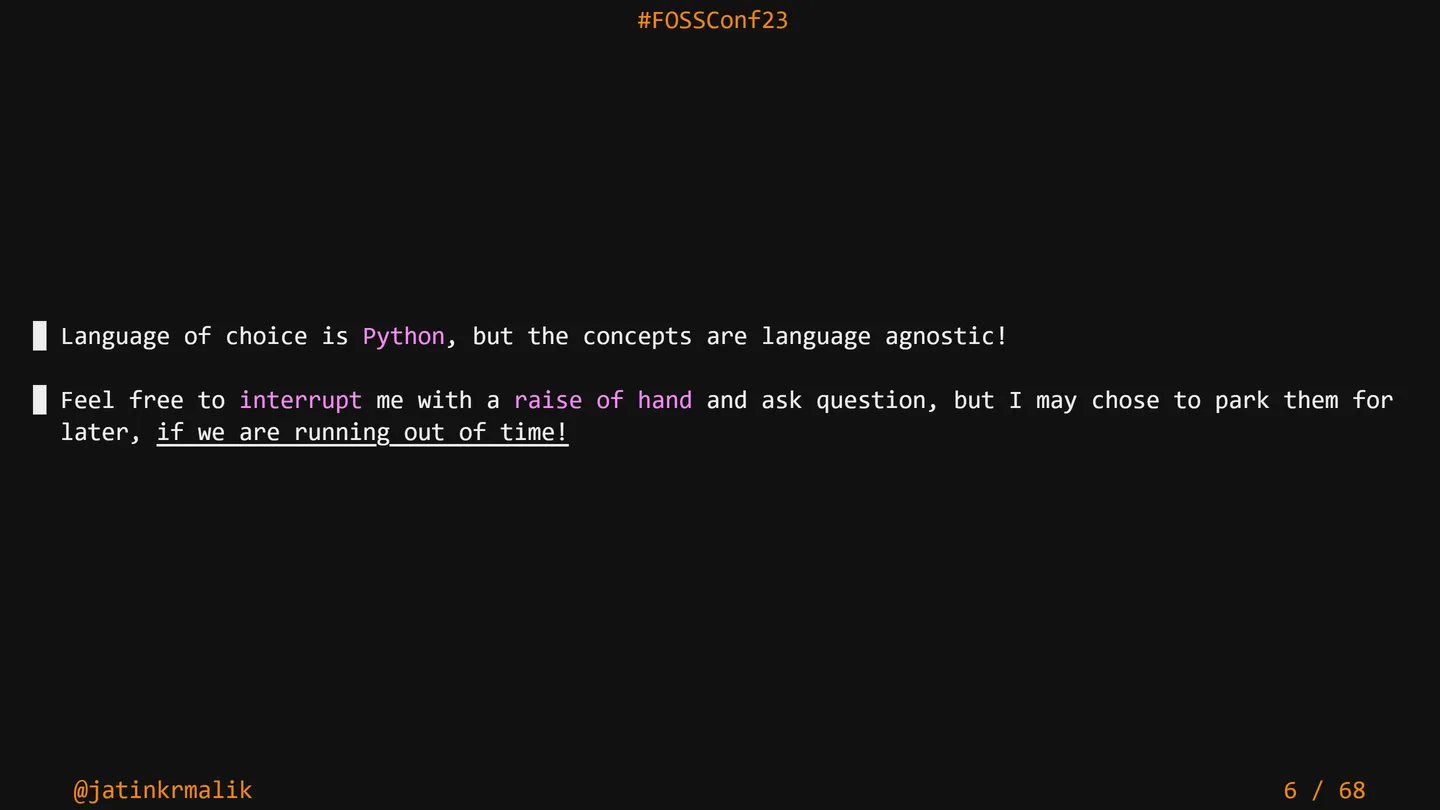 #FOSSConf23
Language of choice is Python, but the concepts are language agnostic!
Feel free to interrupt me with a raise of hand and ask question, but I may chose to park them for
later, if we are running out of time!
@jatinkrmalik
6 / 68